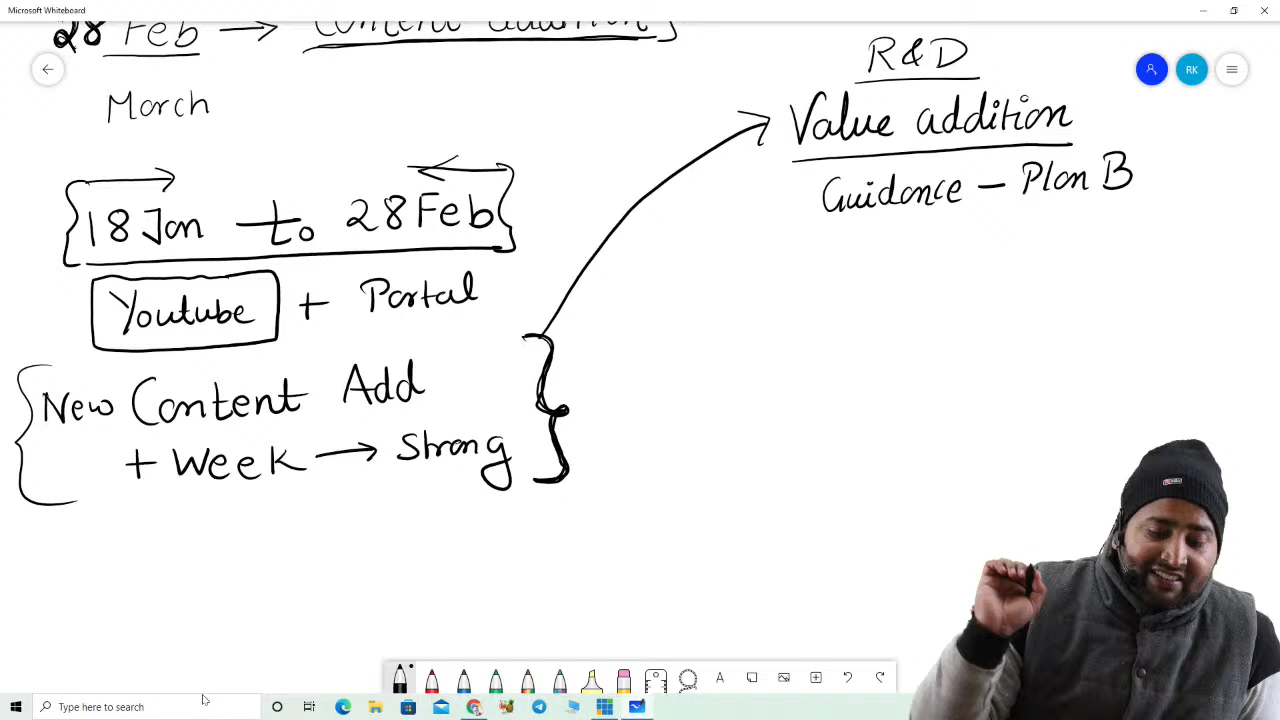 Microsoft Whiteboard
28 Feb → Content addition
March
18 Jan to 28 Feb
Youtube + Portal
New Content Add
+ Week → Strong
R&D
Value addition
Guidance - Plan B
RK
Type here to search